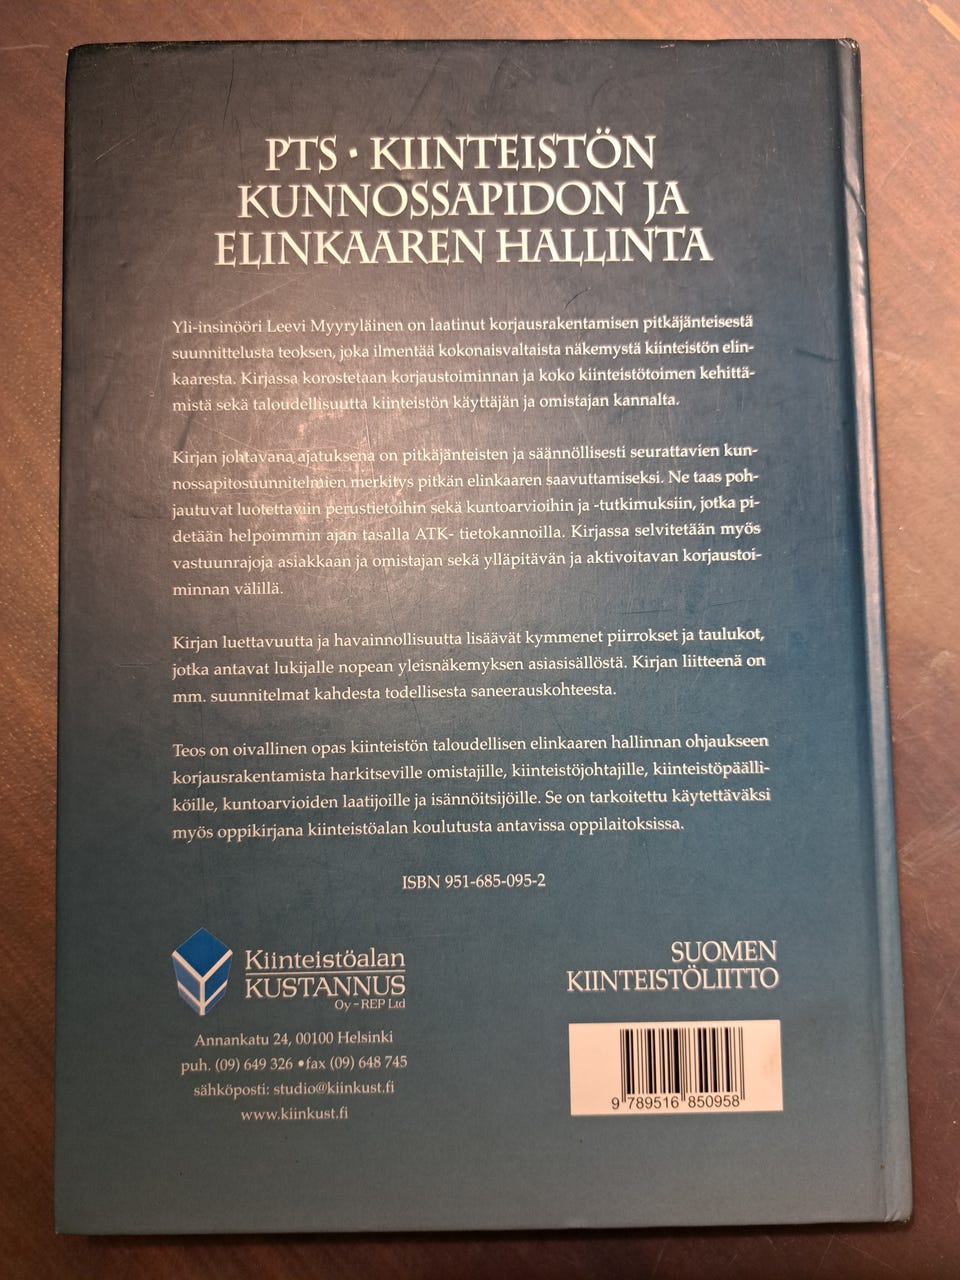 PTS • KIINTEISTÖN
KUNNOSSAPIDON JA
ELINKAAREN HALLINTA
Yli-insinööri Leevi Myyryläinen on laatinut korjausrakentamisen pitkäjänteisestä
suunnittelusta teoksen, joka ilmentää kokonaisvaltaista näkemystä kiinteistön elin-
kaaresta. Kirjassa korostetaan korjaustoiminnan ja koko kiinteistötoimen kehittä-
mistä sekä taloudellisuutta kiinteistön käyttäjän ja omistajan kannalta.
Kirjan johtavana ajatuksena on pitkäjänteisten ja säännöllisesti seurattavien kun-
nossapitosuunnitelmien merkitys pitkän elinkaaren saavuttamiseksi. Ne taas poh-
jautuvat luotettaviin perustietoihin sekä kuntoarvioihin ja -tutkimuksiin, jotka pi-
detään helpoimmin ajan tasalla ATK- tietokannoilla. Kirjassa selvitetään myös
vastuunrajoja asiakkaan ja omistajan sekä ylläpitävän ja aktivoitavan korjaustoi-
minnan välillä.
Kirjan luettavuutta ja havainnollisuutta lisäävät kymmenet piirrokset ja taulukot,
jotka antavat lukijalle nopean yleisnäkemyksen asiasisällöstä. Kirjan liitteenä on
mm. suunnitelmat kahdesta todellisesta saneerauskohteesta.
Teos on oivallinen opas kiinteistön taloudellisen elinkaaren hallinnan ohjaukseen
korjausrakentamista harkitseville omistajille, kiinteistöjohtajille, kiinteistöpäälli-
köille, kuntoarvioiden laatijoille ja isännöitsijöille. Se on tarkoitettu käytettäväksi
myös oppikirjana kiinteistöalan koulutusta antavissa oppilaitoksissa.
ISBN 951-685-095-2
Kiinteistöalan
KUSTANNUS
Oy – REP Ltd
Annankatu 24, 00100 Helsinki
puh. (09) 649 326 • fax (09) 648 745
sähköposti: studio@kiinkust.fi
www.kiinkust.fi
SUOMEN
KIINTEISTÖLIITTO
9 789516 850958